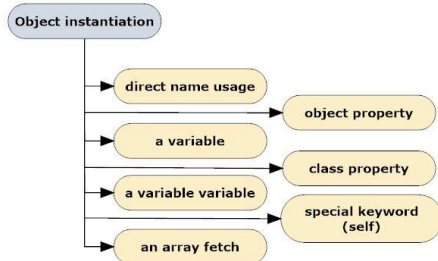 Object instantiation
direct name usage
object property
a variable
class property
a variable variable
special keyword
(self)
an array fetch